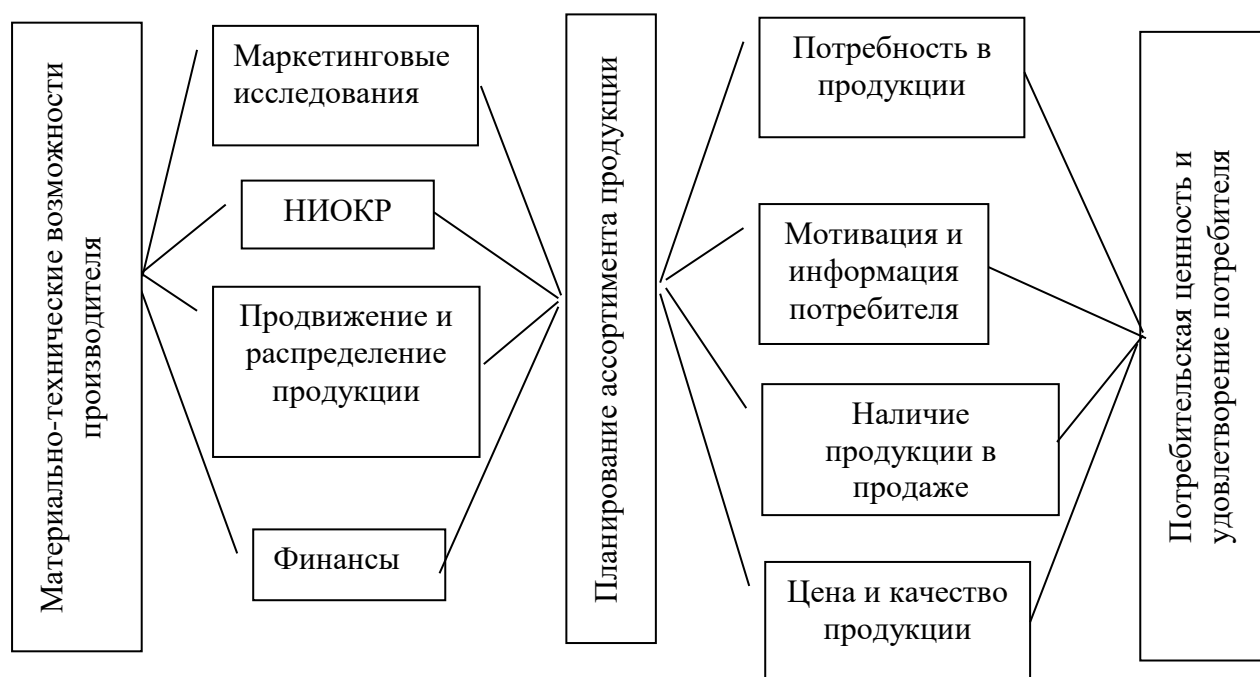 Материально-технические возможности
производителя
Маркетинговые
исследования
НИОКР
Продвижение и
распределение
продукции
Финансы
Планирование ассортимента продукции
Потребность в
продукции
Мотивация и
информация
потребителя
Наличие
продукции в
продаже
Цена и качество
продукции
Потребительская ценность и
удовлетворение потребителя